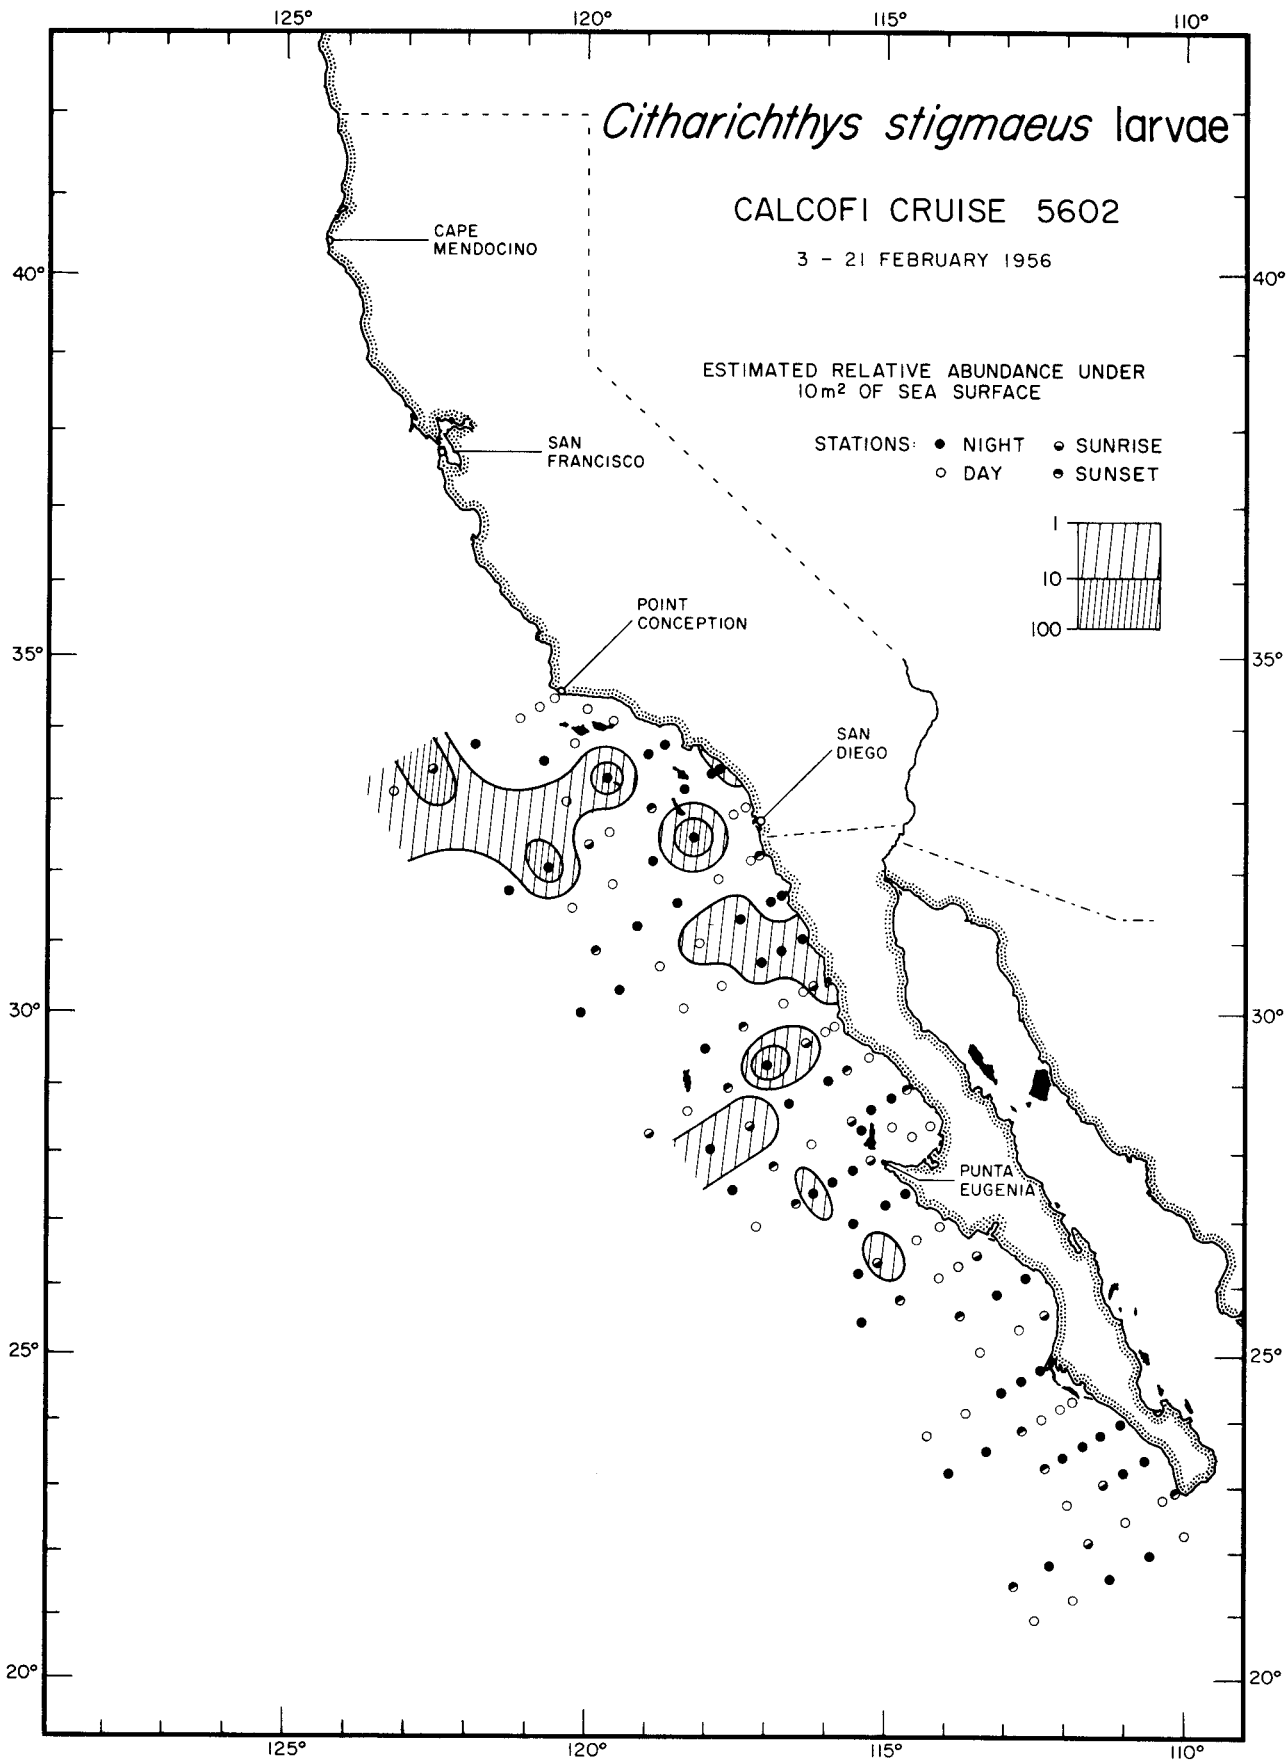 125° 120° 115° 110°
Citharichthys stigmaeus larvae
CALCOFI CRUISE 5602
3 - 21 FEBRUARY 1956
CAPE
MENDOCINO
40° 40°
ESTIMATED RELATIVE ABUNDANCE UNDER
10m² OF SEA SURFACE
STATIONS: ● NIGHT SUNRISE
○ DAY SUNSET
SAN
FRANCISCO
1
10
100
POINT
CONCEPTION
35° 35°
SAN
DIEGO
30° 30°
PUNTA
EUGENIA
25° 25°
20° 20°
125° 120° 115° 110°